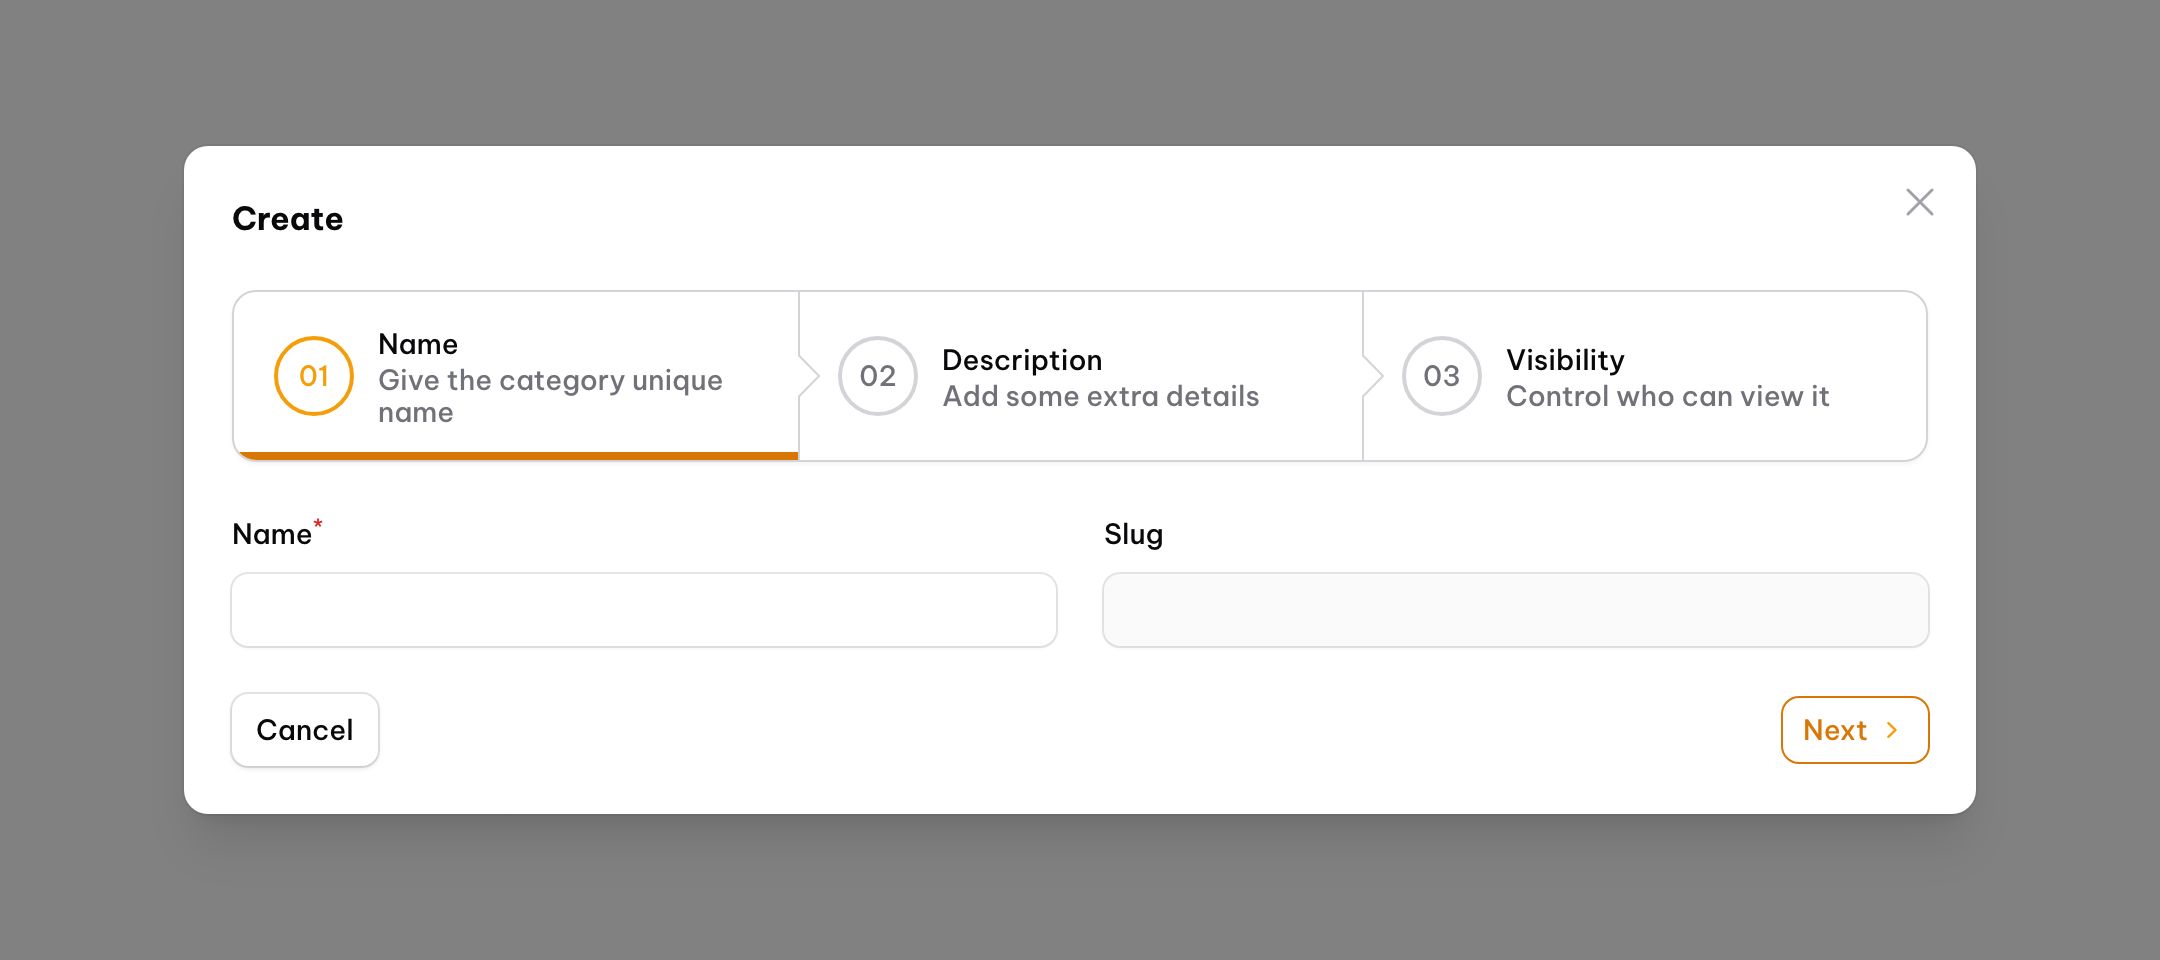 Create
01
Name
Give the category unique
name
02
Description
Add some extra details
03
Visibility
Control who can view it
Name*
Slug
Cancel
Next